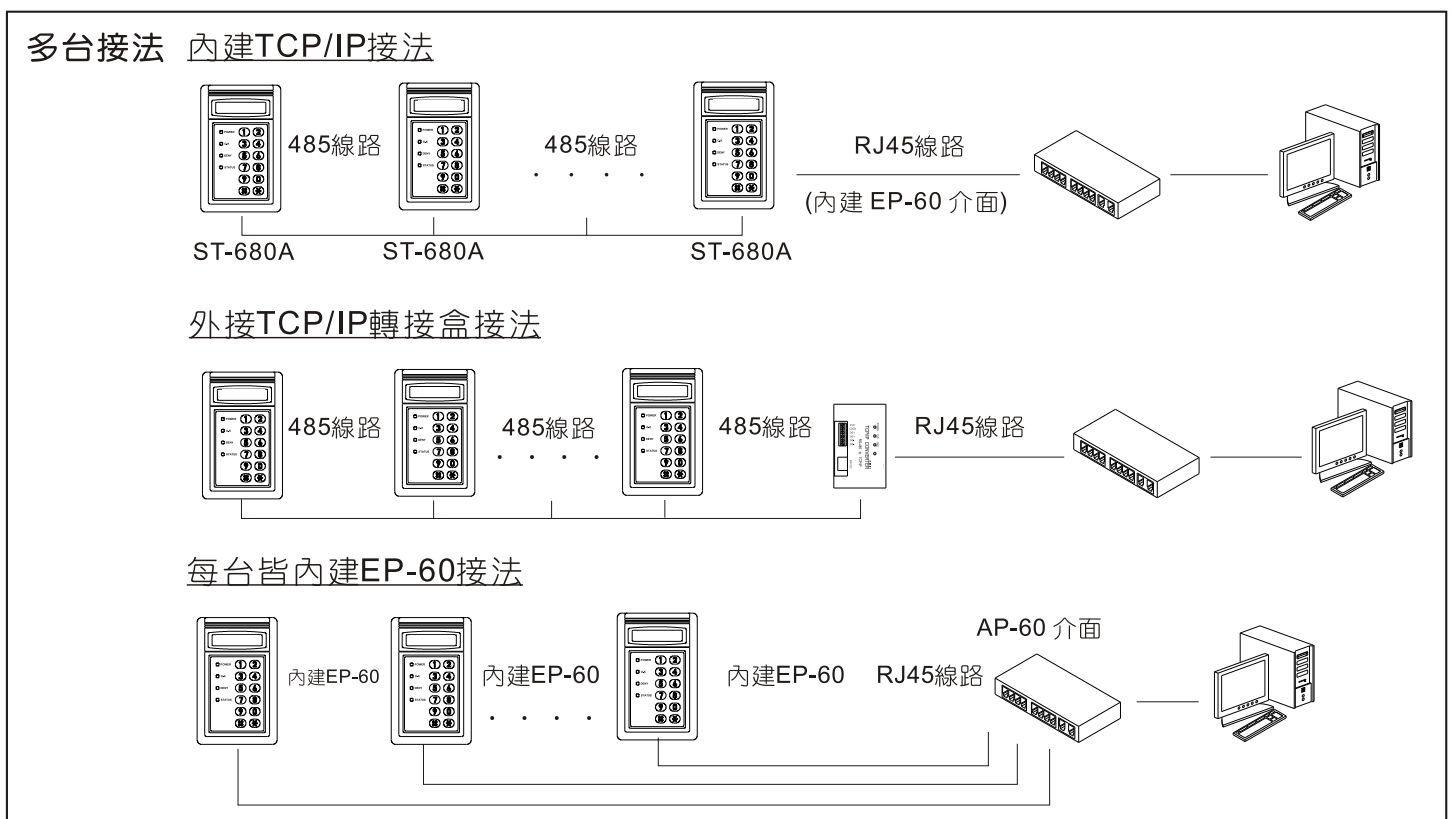 多台接法 內建TCP/IP接法
485線路 485線路 RJ45線路
(內建 EP-60 介面)
ST-680A ST-680A ST-680A
外接TCP/IP轉接盒接法
485線路 485線路 485線路 RJ45線路
TCP/IP CONVERTER
每台皆內建EP-60接法
AP-60 介面
內建EP-60 內建EP-60 內建EP-60 RJ45線路